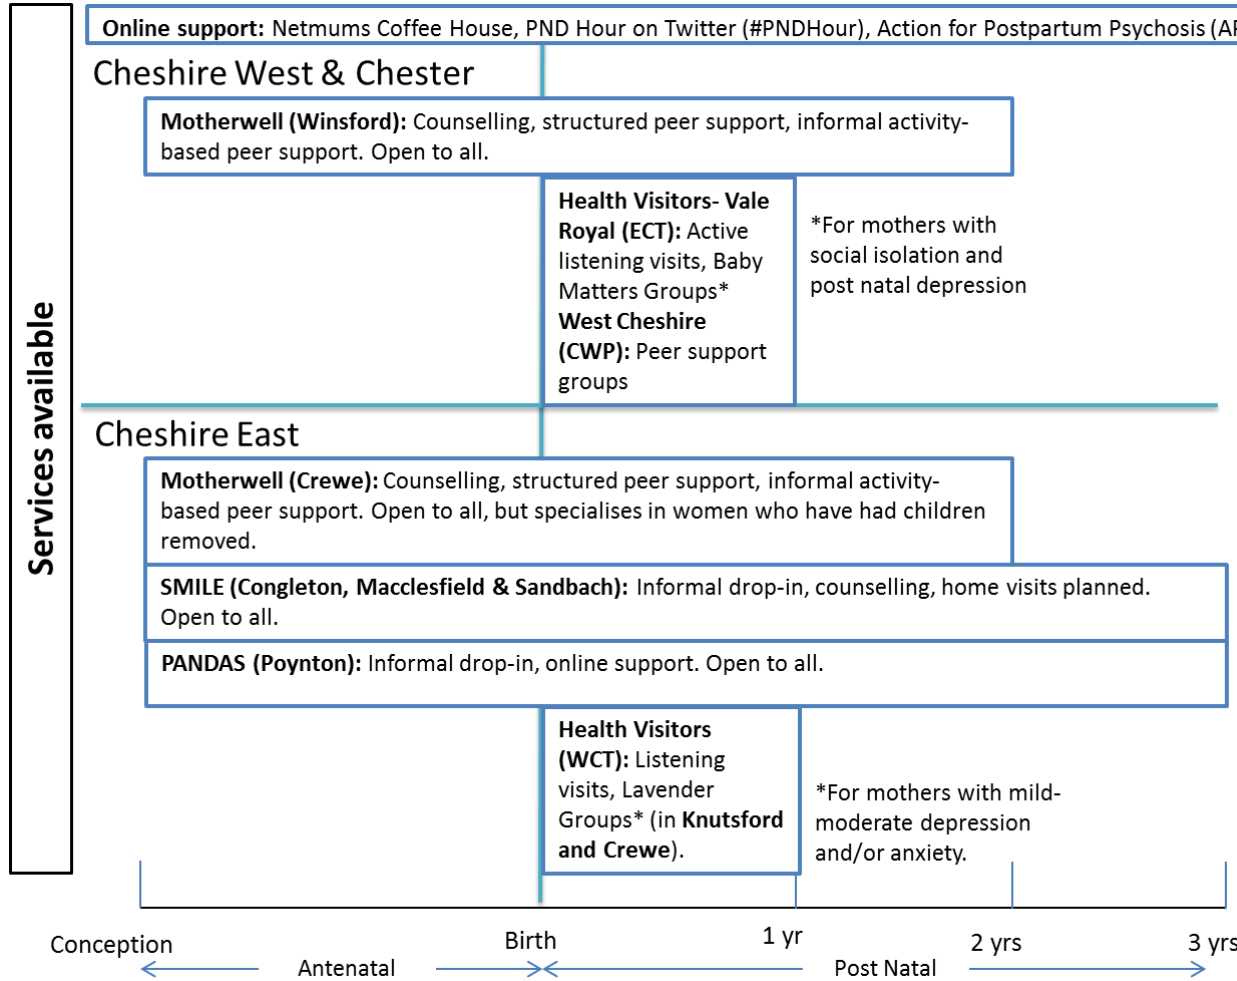 Online support: Netmums Coffee House, PND Hour on Twitter (#PNDHour), Action for Postpartum Psychosis (AP
Cheshire West & Chester
Motherwell (Winsford): Counselling, structured peer support, informal activity-
based peer support. Open to all.
Health Visitors- Vale
Royal (ECT): Active
listening visits, Baby
Matters Groups*
West Cheshire
(CWP): Peer support
groups
*For mothers with
social isolation and
post natal depression
Services available
Cheshire East
Motherwell (Crewe): Counselling, structured peer support, informal activity-
based peer support. Open to all, but specialises in women who have had children
removed.
SMILE (Congleton, Macclesfield & Sandbach): Informal drop-in, counselling, home visits planned.
Open to all.
PANDAS (Poynton): Informal drop-in, online support. Open to all.
Health Visitors
(WCT): Listening
visits, Lavender
Groups* (in Knutsford
and Crewe).
*For mothers with mild-
moderate depression
and/or anxiety.
Conception
Birth
1 yr
2 yrs
3 yrs
Antenatal
Post Natal